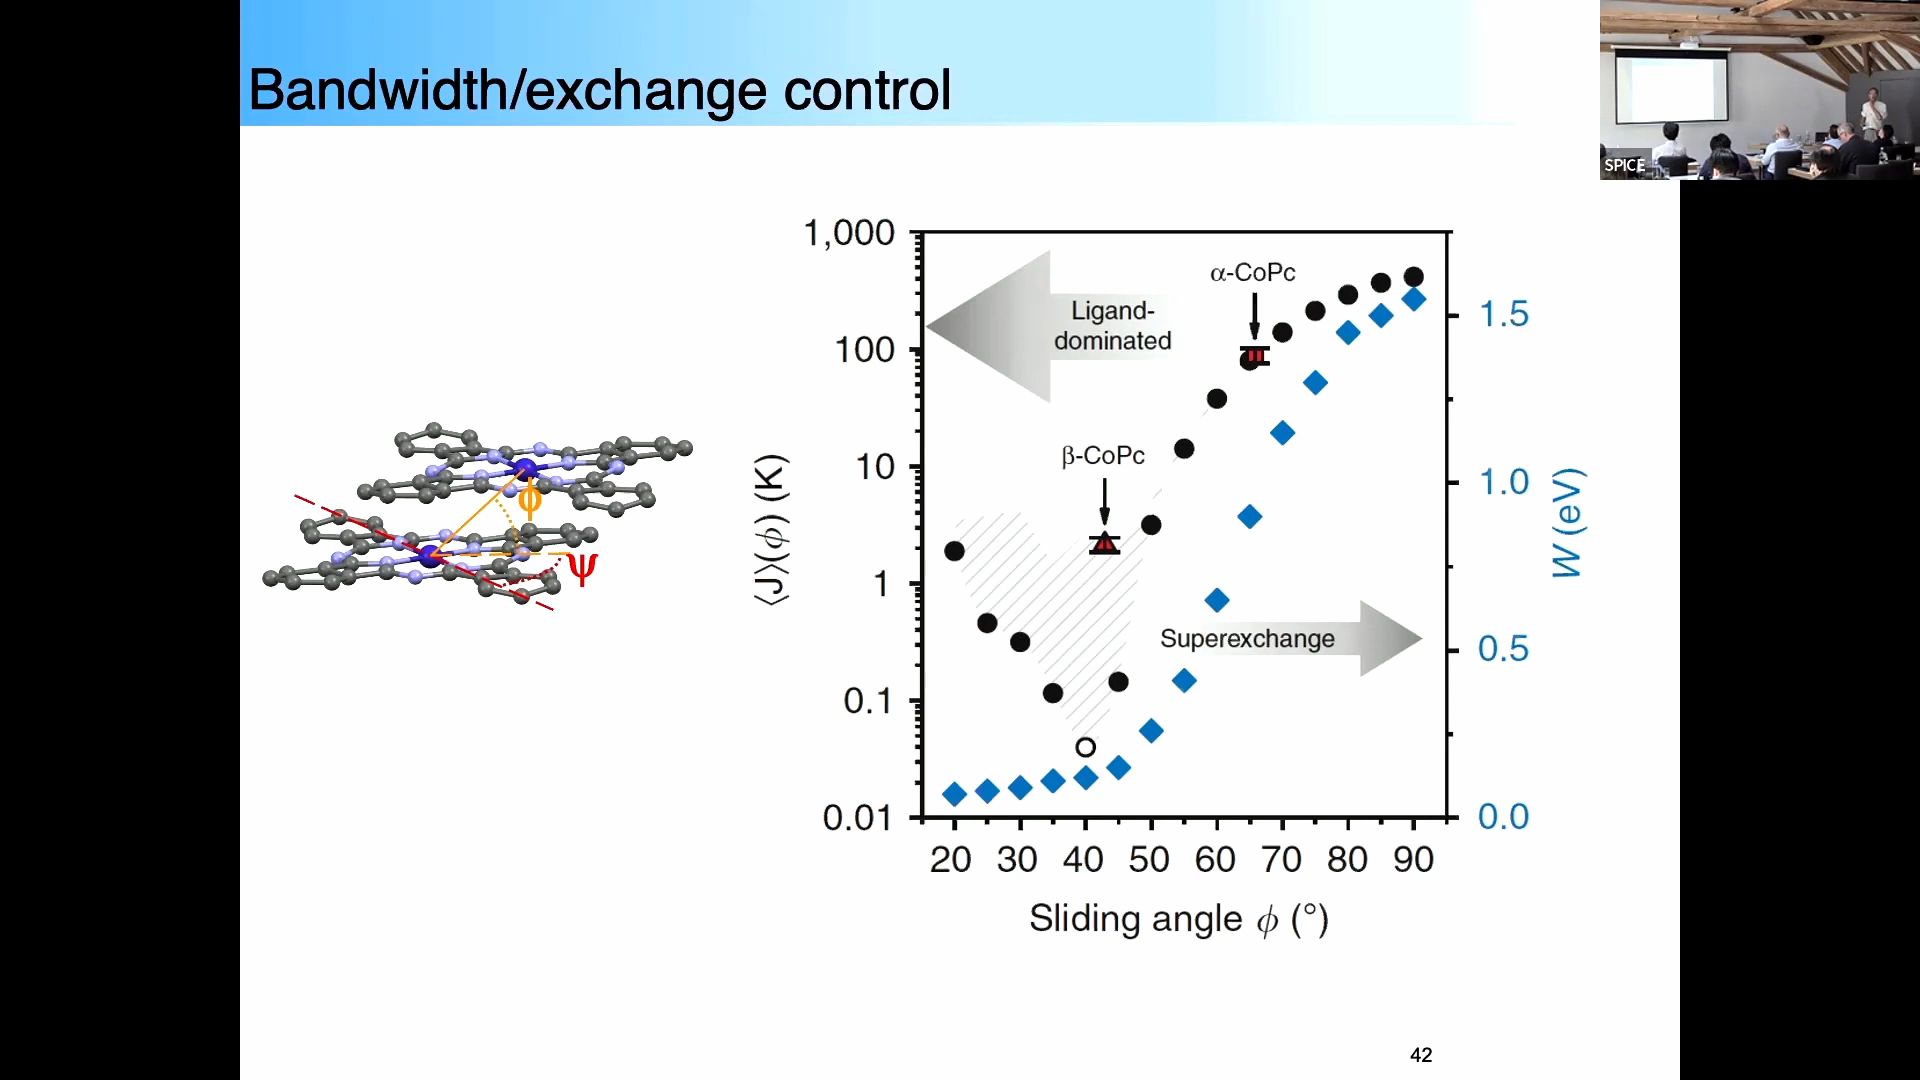 Bandwidth/exchange control
SPICE
ϕ
ψ
⟨J⟩(ϕ) (K)
1,000
100
10
1
0.1
0.01
Ligand-
dominated
α-CoPc
β-CoPc
Superexchange
1.5
1.0
0.5
0.0
W (eV)
20 30 40 50 60 70 80 90
Sliding angle ϕ (°)
42